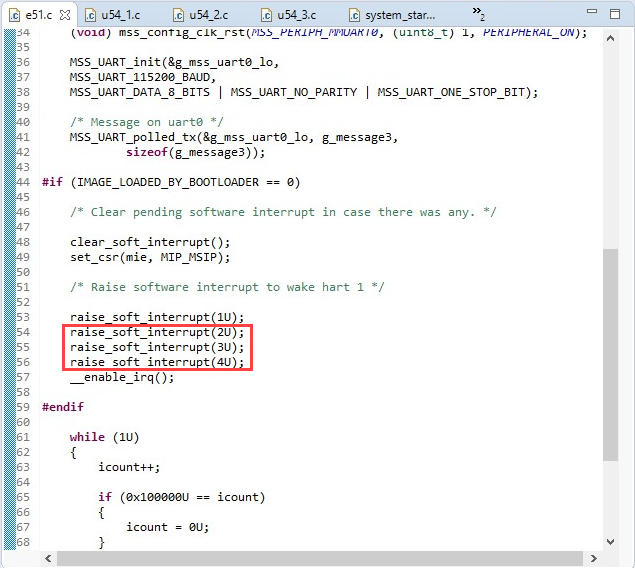 e51.c u54_1.c u54_2.c u54_3.c system_star... »2
34 (void) mss_config_clk_rst(MSS_PERIPH_MMUART0, (uint8_t) 1, PERIPHERAL_ON);
35
36 MSS_UART_init(&g_mss_uart0_lo,
37 MSS_UART_115200_BAUD,
38 MSS_UART_DATA_8_BITS | MSS_UART_NO_PARITY | MSS_UART_ONE_STOP_BIT);
39
40 /* Message on uart0 */
41 MSS_UART_polled_tx(&g_mss_uart0_lo, g_message3,
42 sizeof(g_message3));
43
44 #if (IMAGE_LOADED_BY_BOOTLOADER == 0)
45
46 /* Clear pending software interrupt in case there was any. */
47
48 clear_soft_interrupt();
49 set_csr(mie, MIP_MSIP);
50
51 /* Raise software interrupt to wake hart 1 */
52
53 raise_soft_interrupt(1U);
54 raise_soft_interrupt(2U);
55 raise_soft_interrupt(3U);
56 raise_soft_interrupt(4U);
57 __enable_irq();
58
59 #endif
60
61 while (1U)
62 {
63 icount++;
64
65 if (0x100000U == icount)
66 {
67 icount = 0U;
68 }